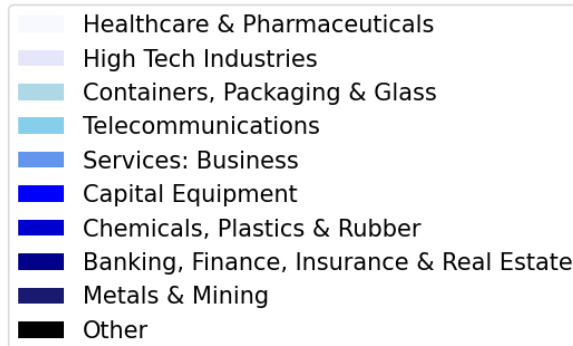 Healthcare & Pharmaceuticals
High Tech Industries
Containers, Packaging & Glass
Telecommunications
Services: Business
Capital Equipment
Chemicals, Plastics & Rubber
Banking, Finance, Insurance & Real Estate
Metals & Mining
Other